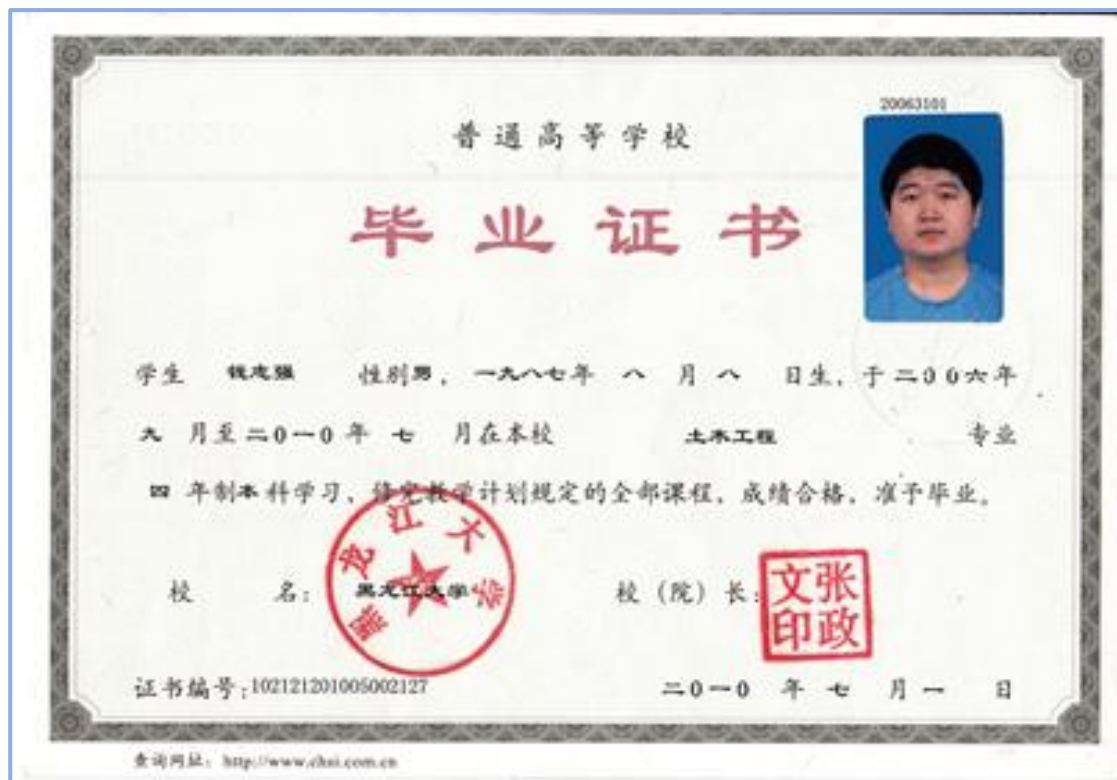 20063101
普通高等学校
毕业证书
学生 钱志强 性别男，一九八七年 八 月 八 日生，于二00六年
九 月至二0一0 年 七 月在本校 土木工程 专业
四 年制本科学习，修完教学计划规定的全部课程，成绩合格，准予毕业。
校 名：黑龙江大学
黑龙江大学
校（院）长：
张政文印
证书编号：102121201005002127
二0一0 年 七 月 一 日
查询网址：http://www.chsi.com.cn